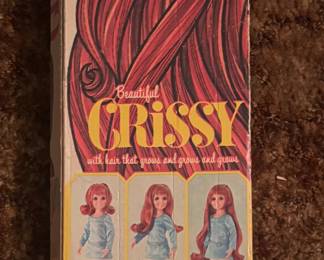 Beautiful
CRiSSY
with hair that grows and grows and grows